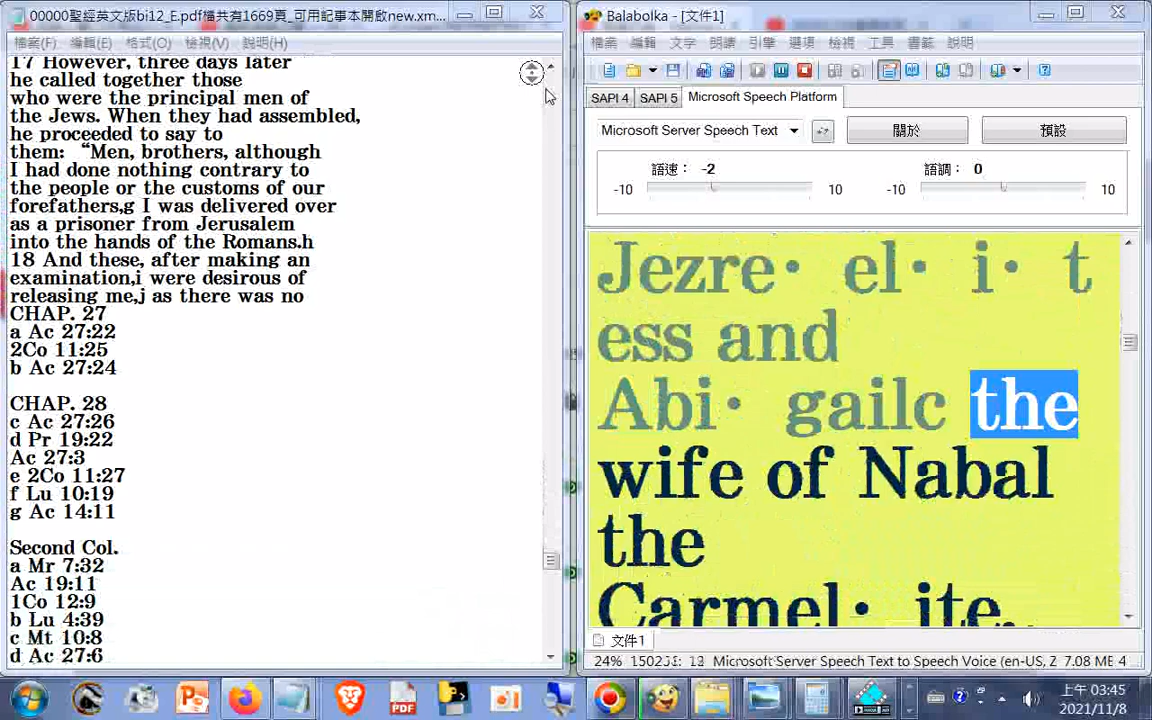 00000聖經英文版bi12_E.pdf檔共有1669頁_可用記事本開啟new.xm...
檔案(F) 編輯(E) 格式(O) 檢視(V) 說明(H)
17 However, three days later
he called together those
who were the principal men of
the Jews. When they had assembled,
he proceeded to say to
them: “Men, brothers, although
I had done nothing contrary to
the people or the customs of our
forefathers,g I was delivered over
as a prisoner from Jerusalem
into the hands of the Romans.h
18 And these, after making an
examination,i were desirous of
releasing me,j as there was no
CHAP. 27
a Ac 27:22
2Co 11:25
b Ac 27:24
CHAP. 28
c Ac 27:26
d Pr 19:22
Ac 27:3
e 2Co 11:27
f Lu 10:19
g Ac 14:11
Second Col.
a Mr 7:32
Ac 19:11
1Co 12:9
b Lu 4:39
c Mt 10:8
d Ac 27:6
Balabolka - [文件1]
檔案 編輯 文字 朗讀 引擎 選項 檢視 工具 書籤 說明
SAPI 4 SAPI 5 Microsoft Speech Platform
Microsoft Server Speech Text 關於 預設
語速： -2 語調： 0
-10 10 -10 10
Jezre· el· i· t
ess and
Abi· gailc the
wife of Nabal
the
Carmel· ite.
文件1
24% Microsoft Server Speech Text to Speech Voice (en-US, Z 7.08 MB 4
PDF
上午 03:45
2021/11/8